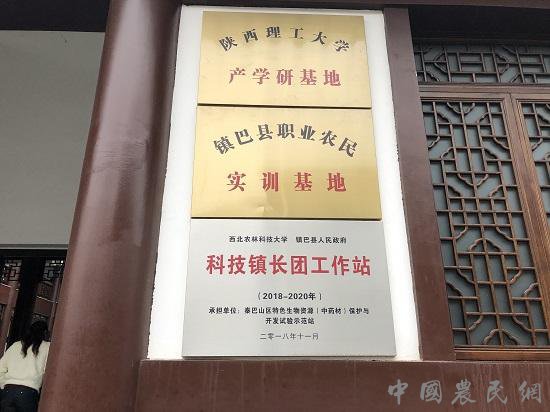 陕西理工大学
产学研基地
镇巴县职业农民
实训基地
西北农林科技大学 镇巴县人民政府
科技镇长团工作站
(2018-2020年)
承担单位:秦巴山区特色生物资源(中药材)保护与
开发试验示范站
二〇一八年十一月
中國農民網